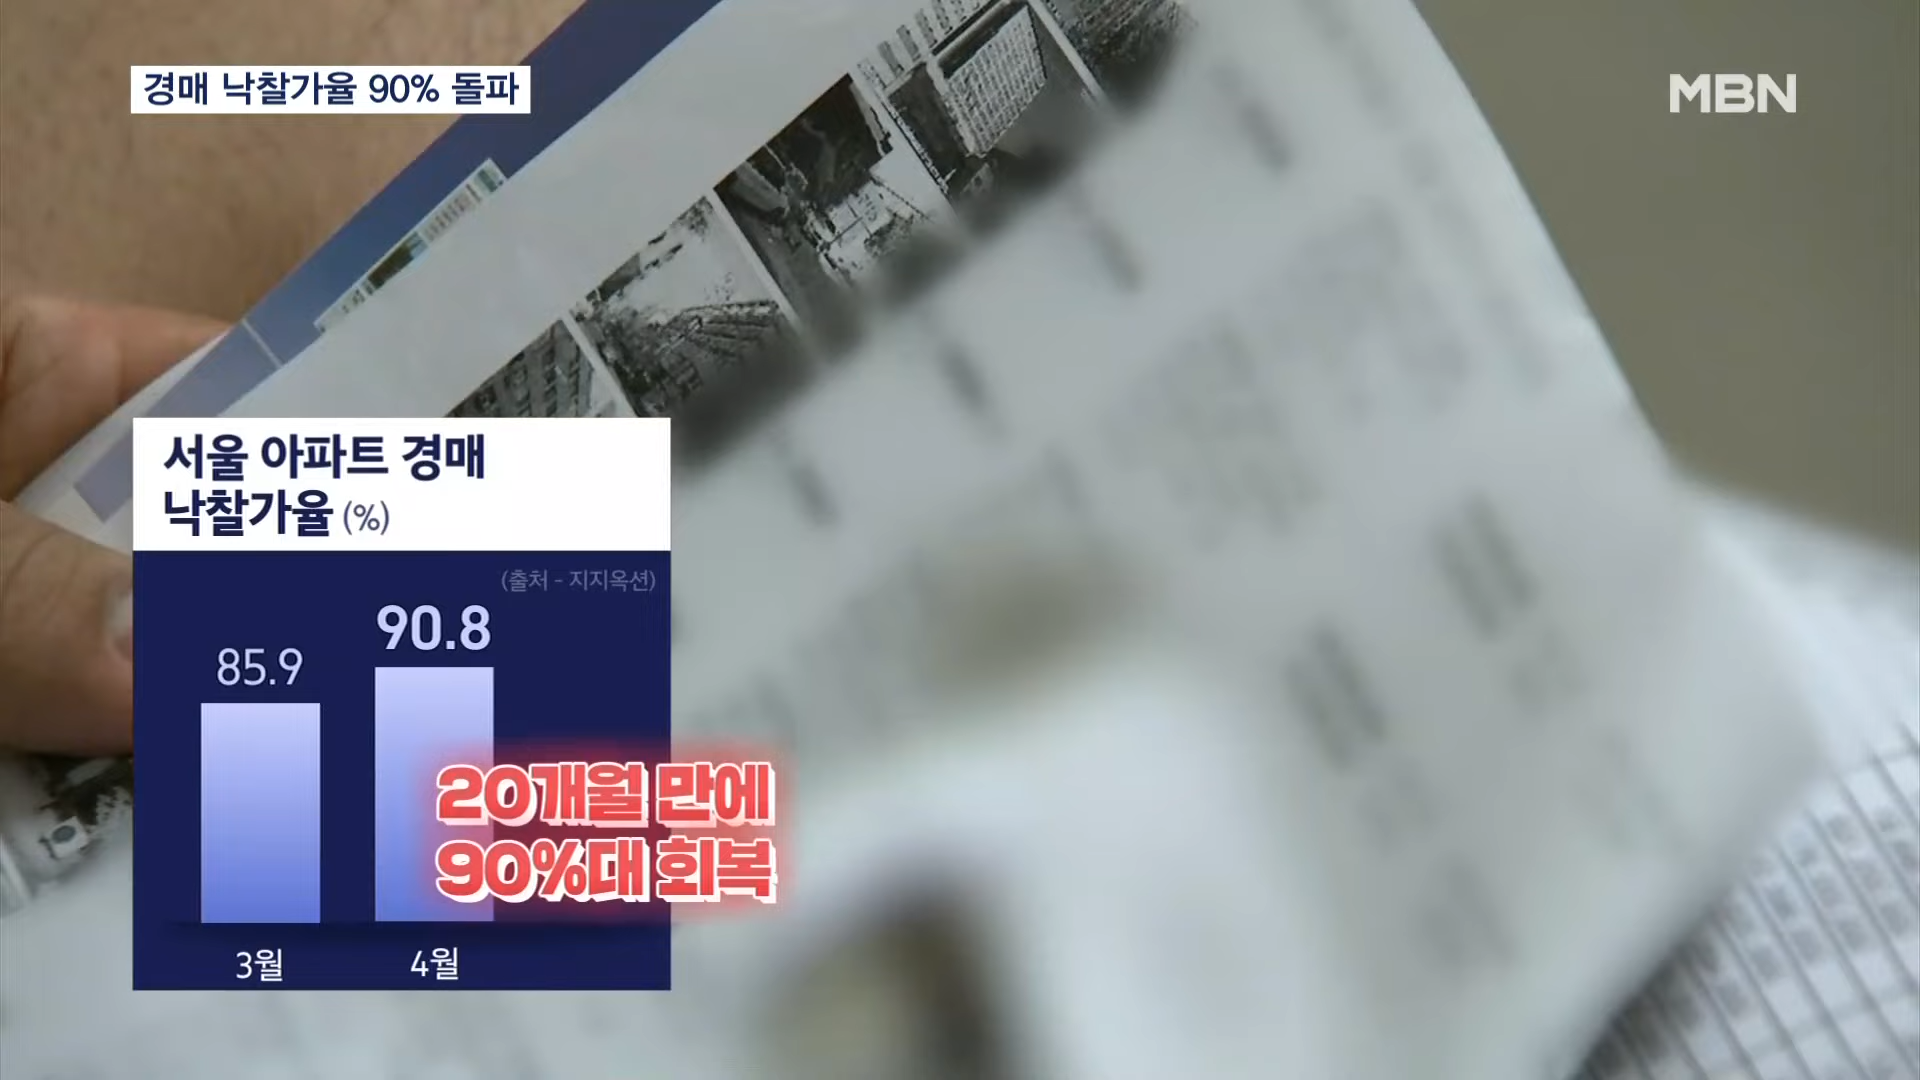 경매 낙찰가율 90% 돌파
MBN
서울 아파트 경매
낙찰가율 (%)
(출처 - 지지옥션)
85.9
90.8
20개월 만에
90%대 회복
3월
4월